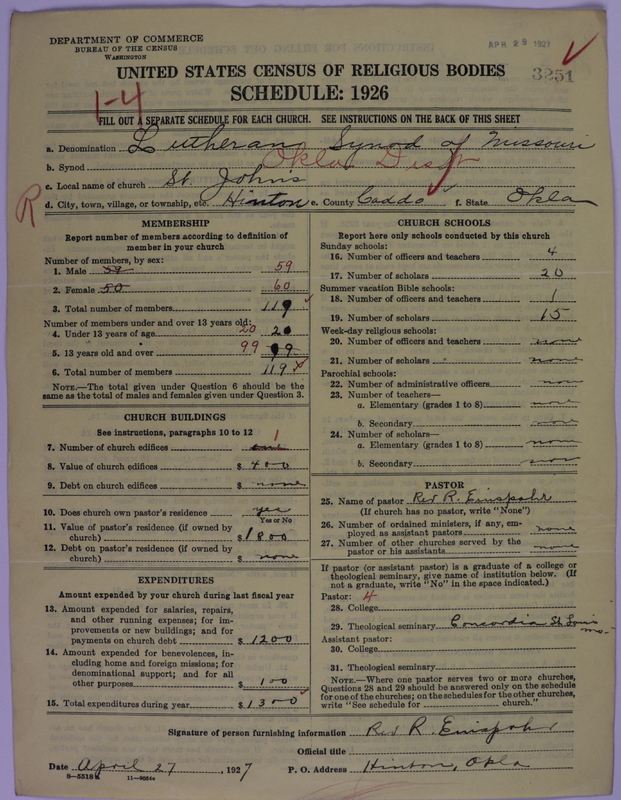 DEPARTMENT OF COMMERCE
BUREAU OF THE CENSUS
WASHINGTON
APR 29 1927
3251
UNITED STATES CENSUS OF RELIGIOUS BODIES
SCHEDULE: 1926
1-4
FILL OUT A SEPARATE SCHEDULE FOR EACH CHURCH. SEE INSTRUCTIONS ON THE BACK OF THIS SHEET
a. Denomination Lutheran Synod of Missouri
b. Synod Okla Dist
c. Local name of church St. John's
R
d. City, town, village, or township, etc. Hinton e. County Caddo f. State Okla
MEMBERSHIP
Report number of members according to definition of
member in your church
Number of members, by sex:
1. Male 59 59
2. Female 50 60
3. Total number of members 119
Number of members under and over 13 years old:
4. Under 13 years of age 20 20
5. 13 years old and over 99 99
6. Total number of members 119
NOTE.—The total given under Question 6 should be the
same as the total of males and females given under Question 3.
CHURCH BUILDINGS
See instructions, paragraphs 10 to 12
7. Number of church edifices one 1
8. Value of church edifices $ 400
9. Debt on church edifices $ none
10. Does church own pastor's residence yes
Yes or No
11. Value of pastor's residence (if owned by
church) $ 1800
12. Debt on pastor's residence (if owned by
church) $ none
EXPENDITURES
Amount expended by your church during last fiscal year
13. Amount expended for salaries, repairs,
and other running expenses; for im-
provements or new buildings; and for
payments on church debt $ 1200
14. Amount expended for benevolences, in-
cluding home and foreign missions; for
denominational support; and for all
other purposes $ 100
15. Total expenditures during year $ 1300
CHURCH SCHOOLS
Report here only schools conducted by this church
Sunday schools:
16. Number of officers and teachers 4
17. Number of scholars 20
Summer vacation Bible schools:
18. Number of officers and teachers 1
19. Number of scholars 15
Week-day religious schools:
20. Number of officers and teachers none
21. Number of scholars none
Parochial schools:
22. Number of administrative officers none
23. Number of teachers—
a. Elementary (grades 1 to 8) none
b. Secondary none
24. Number of scholars—
a. Elementary (grades 1 to 8) none
b. Secondary none
PASTOR
25. Name of pastor Rev R. Einspahr
(If church has no pastor, write "None")
26. Number of ordained ministers, if any, em-
ployed as assistant pastors none
27. Number of other churches served by the
pastor or his assistants none
If pastor (or assistant pastor) is a graduate of a college or
theological seminary, give name of institution below. (If
not a graduate, write "No" in the space indicated.)
Pastor: 4
28. College
29. Theological seminary Concordia St Louis
mo-
Assistant pastor:
30. College
31. Theological seminary
NOTE.—Where one pastor serves two or more churches,
Questions 28 and 29 should be answered only on the schedule
for one of the churches; on the schedules for the other churches,
write "See schedule for church."
Signature of person furnishing information Rev R. Einspahr
Official title
Date April 27, 1927 P. O. Address Hinton, Okla